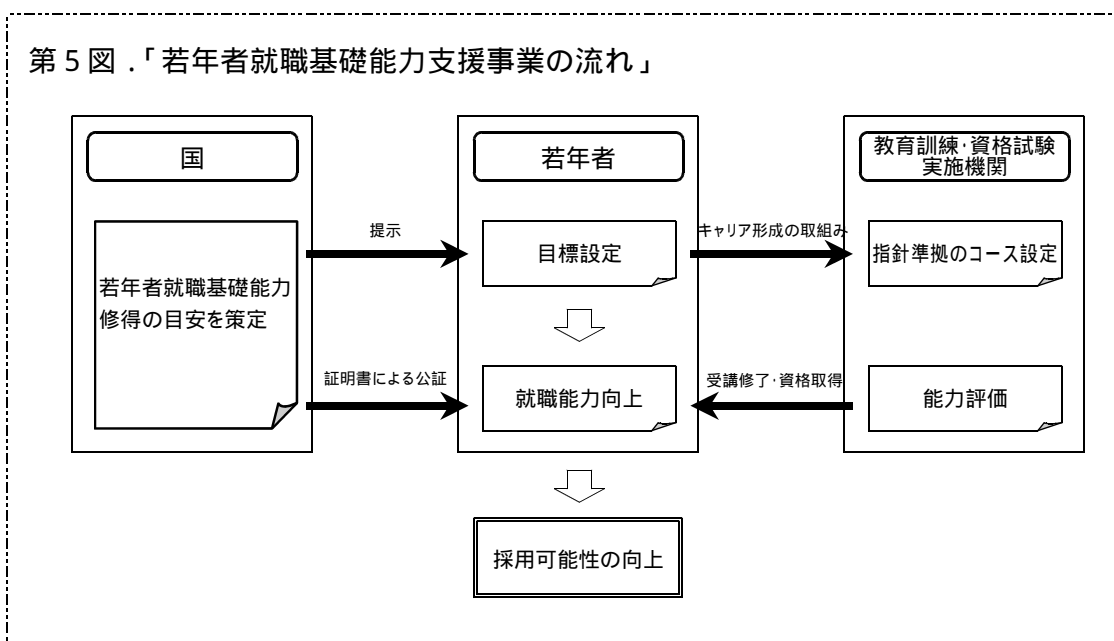 第５図．「若年者就職基礎能力支援事業の流れ」
国
若年者
教育訓練・資格試験
実施機関
提示
キャリア形成の取組み
目標設定
指針準拠のコース設定
若年者就職基礎能力
修得の目安を策定
証明書による公証
受講修了・資格取得
就職能力向上
能力評価
採用可能性の向上